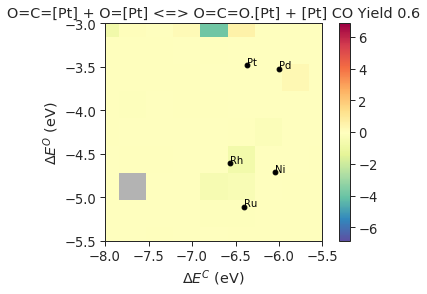 O=C=[Pt] + O=[Pt] <=> O=C=O.[Pt] + [Pt] CO Yield 0.6
−3.0
−3.5
−4.0
−4.5
−5.0
−5.5
ΔE^O (eV)
Pt
Pd
Rh
Ni
Ru
−8.0 −7.5 −7.0 −6.5 −6.0 −5.5
ΔE^C (eV)
6
4
2
0
−2
−4
−6